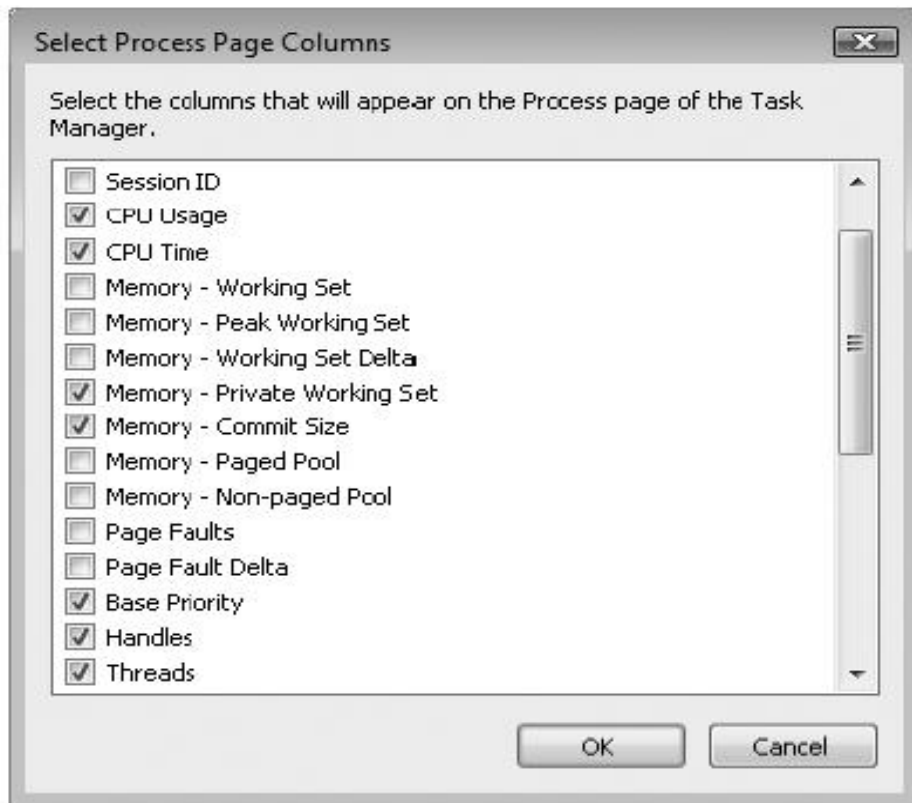 Select Process Page Columns
Select the columns that will appear on the Process page of the Task
Manager.
Session ID
CPU Usage
CPU Time
Memory - Working Set
Memory - Peak Working Set
Memory - Working Set Delta
Memory - Private Working Set
Memory - Commit Size
Memory - Paged Pool
Memory - Non-paged Pool
Page Faults
Page Fault Delta
Base Priority
Handles
Threads
OK
Cancel